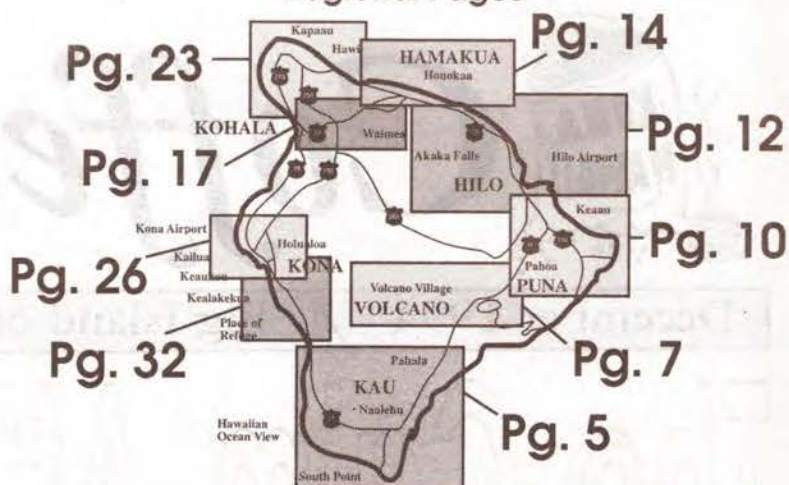 Pg. 23
Kapaau
Hawi
HAMAKUA
Honokaa
Pg. 14
KOHALA
Waimea
Pg. 17
Akaka Falls
Hilo Airport
HILO
Pg. 12
Keaau
Pahoa
PUNA
Pg. 10
Kona Airport
Kailua
Keauhou
Holualoa
KONA
Pg. 26
Kealakekua
Place of
Refuge
Pg. 32
Volcano Village
VOLCANO
Pg. 7
Pahala
KAU
Naalehu
Hawaiian
Ocean View
South Point
Pg. 5